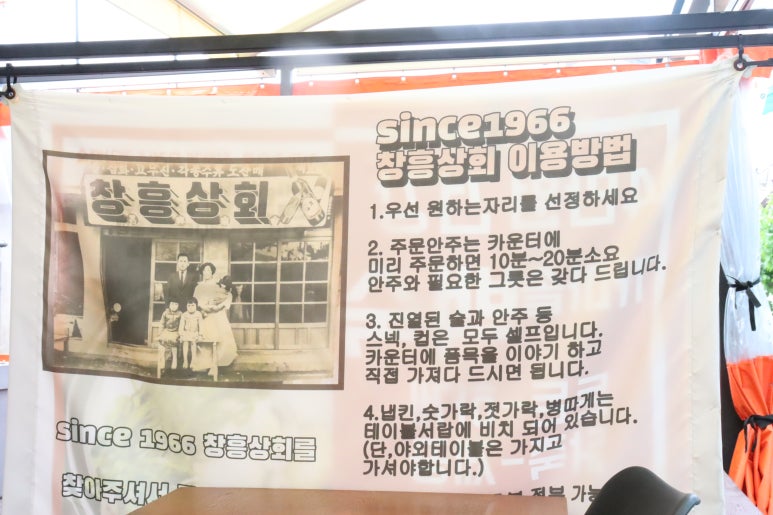 창흥상회
since 1966 창흥상회를
찾아주셔서
since1966
창흥상회 이용방법
1.우선 원하는자리를 선정하세요
2. 주문안주는 카운터에
미리 주문하면 10분~20분소요
안주와 필요한 그릇은 갖다 드립니다.
3. 진열된 술과 안주 등
스넥, 컵은 모두 셀프입니다.
카운터에 품목을 이야기 하고
직접 가져다 드시면 됩니다.
4.냅킨,숫가락,젓가락,병따게는
테이블서랍에 비치 되어 있습니다.
(단,야외테이블은 가지고
가셔야합니다.)
전부 가능